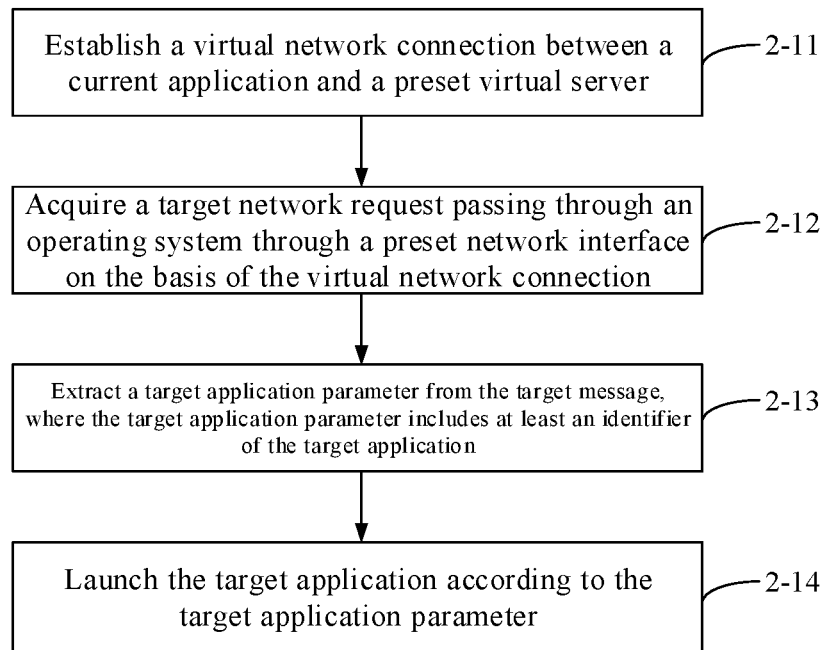 Establish a virtual network connection between a
current application and a preset virtual server
2-11
Acquire a target network request passing through an
operating system through a preset network interface
on the basis of the virtual network connection
2-12
Extract a target application parameter from the target message,
where the target application parameter includes at least an identifier
of the target application
2-13
Launch the target application according to the
target application parameter
2-14